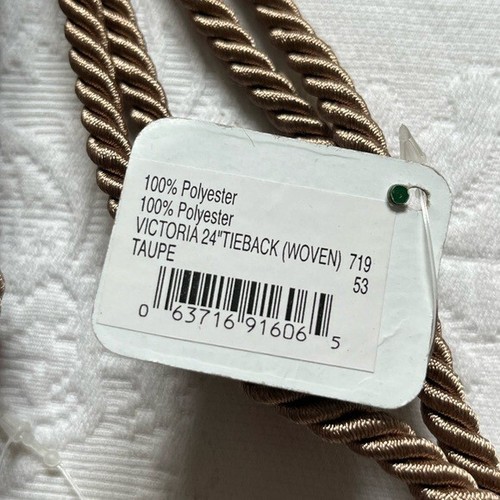 100% Polyester
100% Polyester
VICTORIA 24"TIEBACK (WOVEN) 719
TAUPE 53
0 63716 91606 5